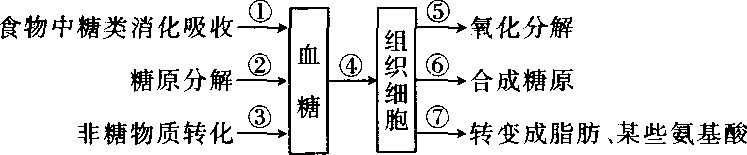 食物中糖类消化吸收 ① 血糖 ④ 组织细胞 ⑤ 氧化分解
糖原分解 ② ⑥ 合成糖原
非糖物质转化 ③ ⑦ 转变成脂肪、某些氨基酸